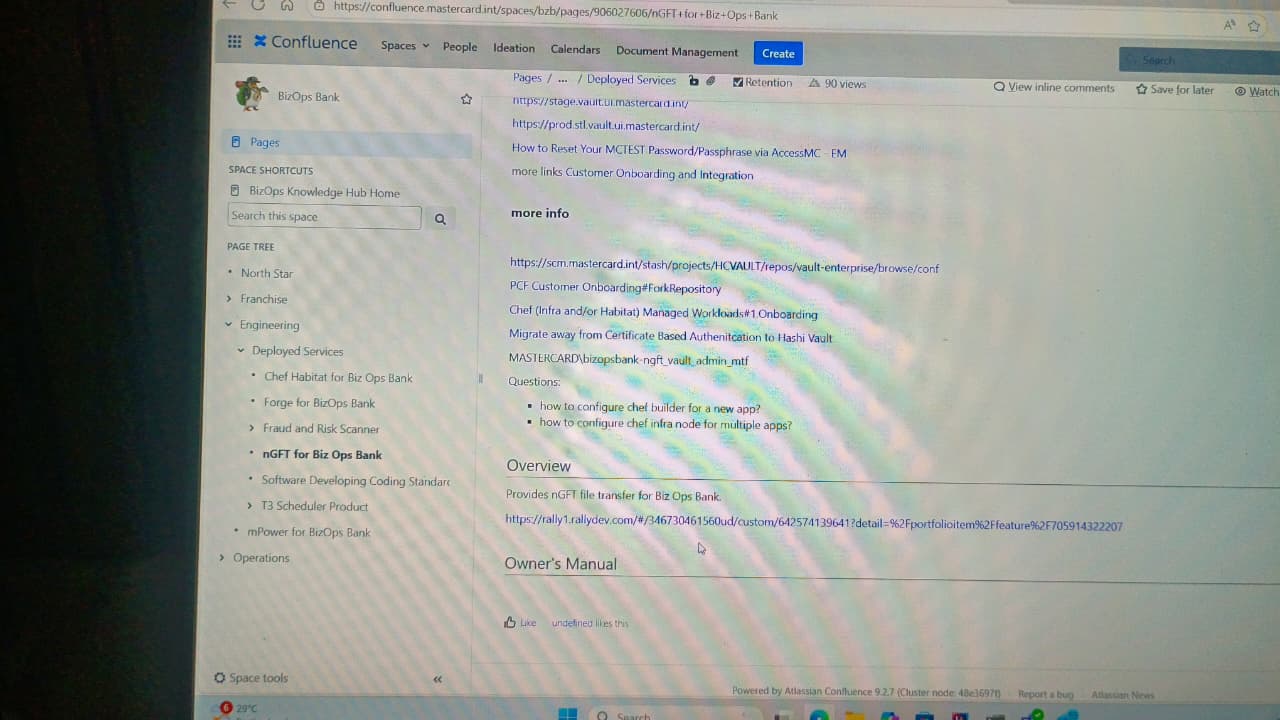 https://confluence.mastercard.int/spaces/bzb/pages/906027606/nGFT+for+Biz+Ops+Bank
Confluence
Spaces
People
Ideation
Calendars
Document Management
Create
Search
BizOps Bank
Pages / ... / Deployed Services
Retention
90 views
View inline comments
Save for later
Watch
Pages
SPACE SHORTCUTS
BizOps Knowledge Hub Home
Search this space
PAGE TREE
North Star
Franchise
Engineering
Deployed Services
Chef Habitat for Biz Ops Bank
Forge for BizOps Bank
Fraud and Risk Scanner
nGFT for Biz Ops Bank
Software Developing Coding Standard
T3 Scheduler Product
mPower for BizOps Bank
Operations
Space tools
https://stage.vault.ui.mastercard.int/
https://prod.stl.vault.ui.mastercard.int/
How to Reset Your MCTEST Password/Passphrase via AccessMC - FM
more links Customer Onboarding and Integration
more info
https://scm.mastercard.int/stash/projects/HCVAULT/repos/vault-enterprise/browse/conf
PCF Customer Onboarding#ForkRepository
Chef (Infra and/or Habitat) Managed Workloads#1.Onboarding
Migrate away from Certificate Based Authenitcation to Hashi Vault
MASTERCARD\bizopsbank-ngft_vault_admin_mtf
Questions:
how to configure chef builder for a new app?
how to configure chef infra node for multiple apps?
Overview
Provides nGFT file transfer for Biz Ops Bank.
https://rally1.rallydev.com/#/346730461560ud/custom/642574139641?detail=%2Fportfolioitem%2Ffeature%2F705914322207
Owner's Manual
Like
undefined likes this
Powered by Atlassian Confluence 9.2.7 (Cluster node: 48e3697f)
Report a bug
Atlassian News
6
29°C
Search